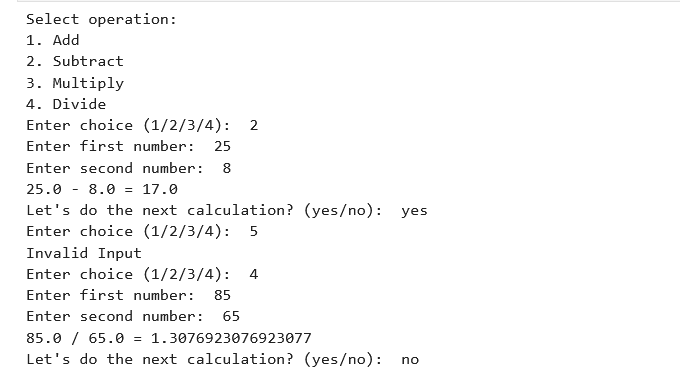 Select operation:
1. Add
2. Subtract
3. Multiply
4. Divide
Enter choice (1/2/3/4):  2
Enter first number:  25
Enter second number:  8
25.0 - 8.0 = 17.0
Let's do the next calculation? (yes/no):  yes
Enter choice (1/2/3/4):  5
Invalid Input
Enter choice (1/2/3/4):  4
Enter first number:  85
Enter second number:  65
85.0 / 65.0 = 1.3076923076923077
Let's do the next calculation? (yes/no):  no